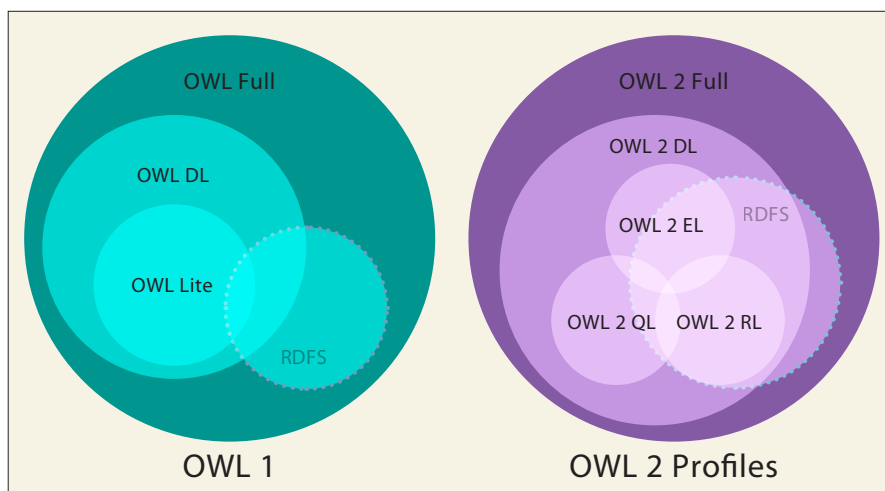 OWL Full
OWL DL
OWL Lite
RDFS
OWL 1
OWL 2 Full
OWL 2 DL
RDFS
OWL 2 EL
OWL 2 QL
OWL 2 RL
OWL 2 Profiles